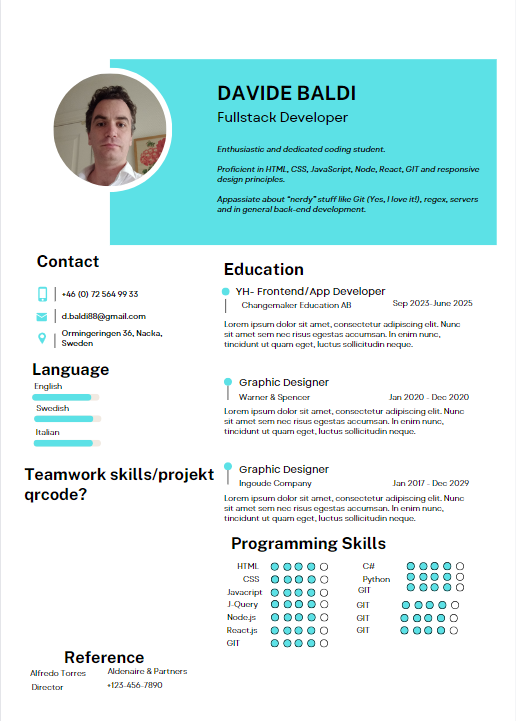 DAVIDE BALDI
Fullstack Developer
Enthusiastic and dedicated coding student.
Proficient in HTML, CSS, JavaScript, Node, React, GIT and responsive
design principles.
Appassiate about "nerdy" stuff like Git (Yes, I love it!), regex, servers
and in general back-end development.
Contact
+46 (0) 72 564 99 33
d.baldi88@gmail.com
Ormingeringen 36, Nacka,
Sweden
Language
English
Swedish
Italian
Teamwork skills/projekt
qrcode?
Reference
Alfredo Torres
Director
Aldenaire & Partners
+123-456-7890
Education
YH- Frontend/App Developer
Changemaker Education AB
Sep 2023-June 2025
Lorem ipsum dolor sit amet, consectetur adipiscing elit. Nunc
sit amet sem nec risus egestas accumsan. In enim nunc,
tincidunt ut quam eget, luctus sollicitudin neque.
Graphic Designer
Warner & Spencer
Jan 2020 - Dec 2020
Lorem ipsum dolor sit amet, consectetur adipiscing elit. Nunc
sit amet sem nec risus egestas accumsan. In enim nunc,
tincidunt ut quam eget, luctus sollicitudin neque.
Graphic Designer
Ingoude Company
Jan 2017 - Dec 2029
Lorem ipsum dolor sit amet, consectetur adipiscing elit. Nunc
sit amet sem nec risus egestas accumsan. In enim nunc,
tincidunt ut quam eget, luctus sollicitudin neque.
Programming Skills
HTML
CSS
Javacript
J-Query
Node.js
React.js
GIT
C#
Python
GIT
GIT
GIT
GIT